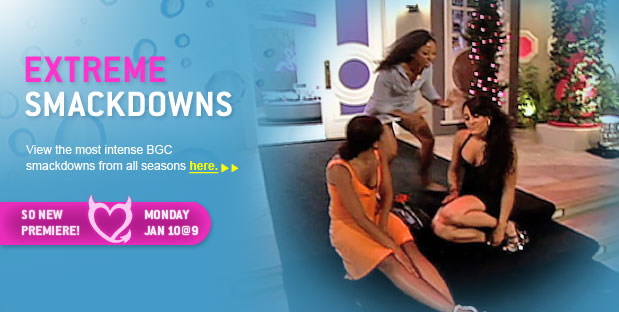 EXTREME
SMACKDOWNS
View the most intense BGC
smackdowns from all seasons here.
SO NEW
PREMIERE!
MONDAY
JAN 10@9